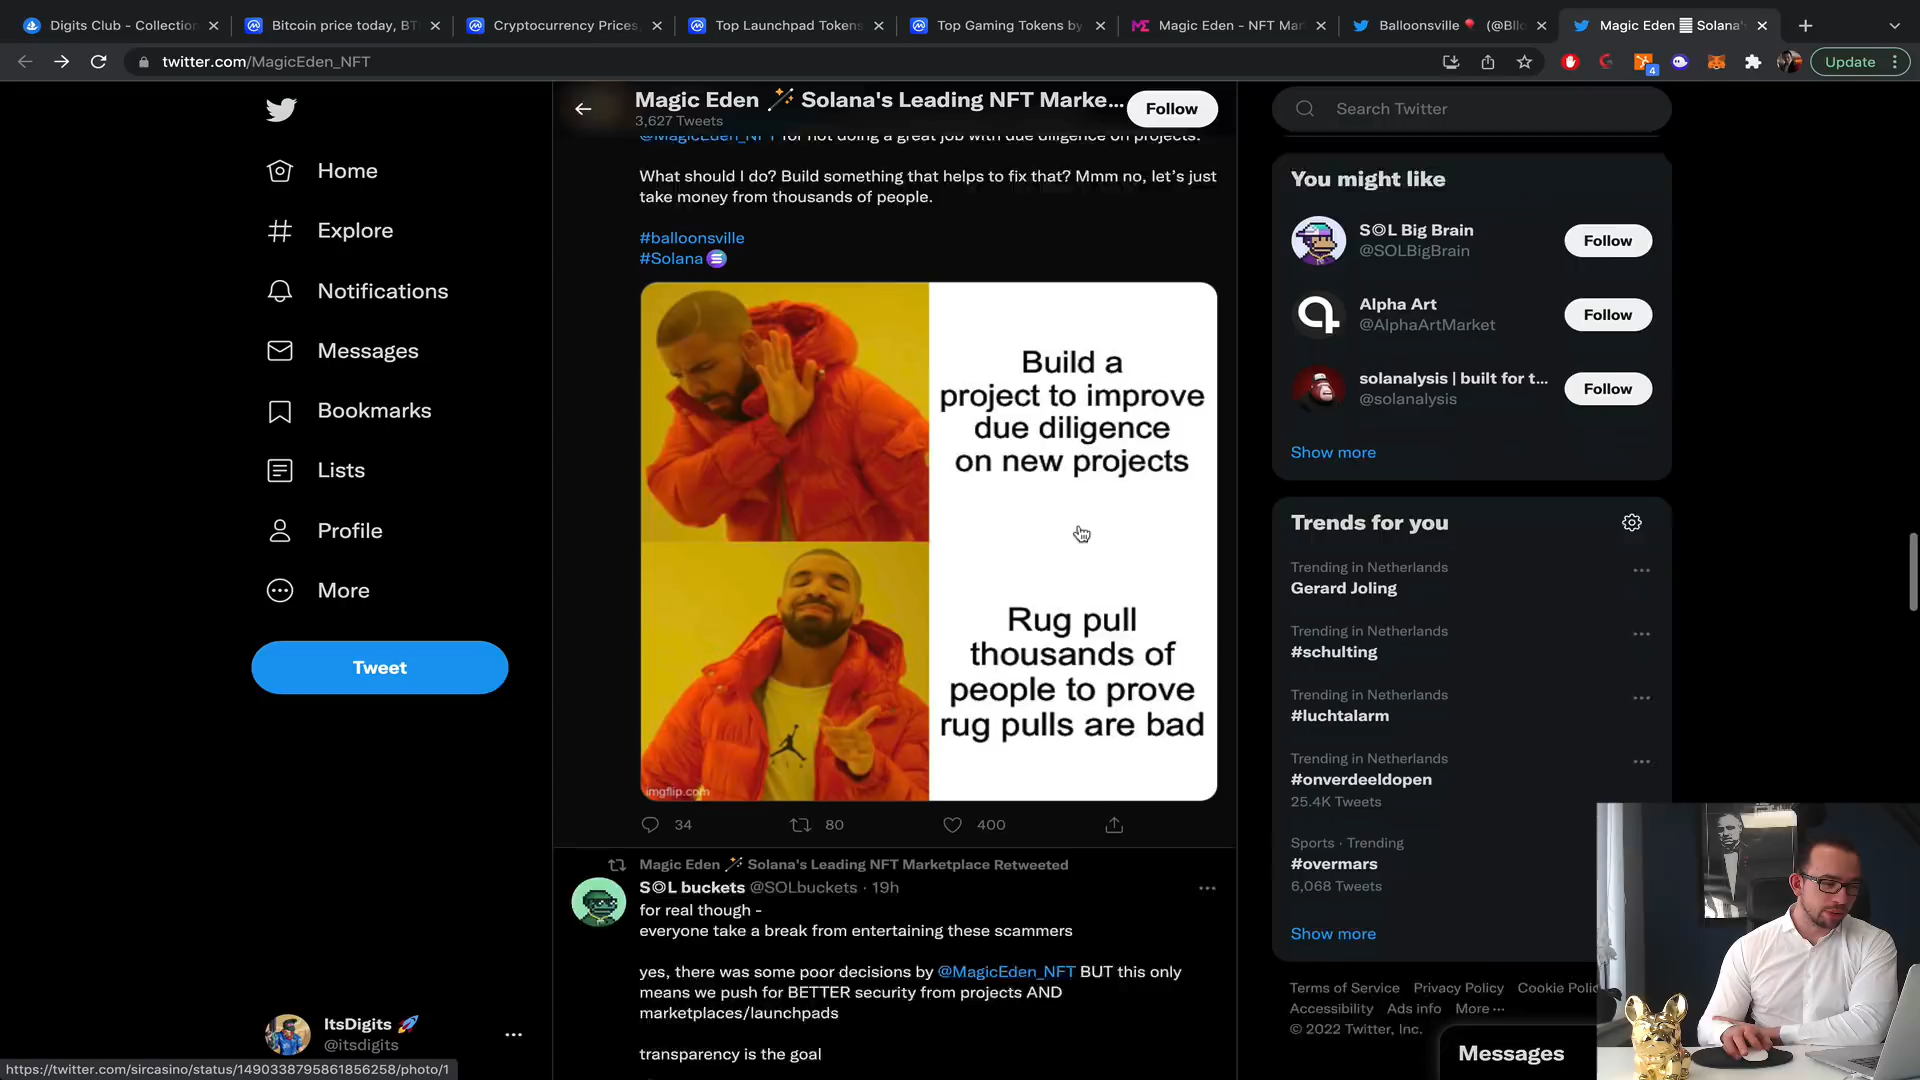 Digits Club - Collection
Bitcoin price today, BT
Cryptocurrency Prices,
Top Launchpad Tokens
Top Gaming Tokens by
Magic Eden - NFT Mar
Balloonsville🎈 (@Bllo
Magic Eden Solana's
twitter.com/MagicEden_NFT
4
Update
Home
Explore
Notifications
Messages
Bookmarks
Lists
Profile
More
Tweet
ItsDigits 🚀
@itsdigits
https://twitter.com/sircasino/status/1490338795861856258/photo/1
Magic Eden 🪄 Solana's Leading NFT Marke...
3,627 Tweets
Follow
@MagicEden_NFT for not doing a great job with due diligence on projects.
What should I do? Build something that helps to fix that? Mmm no, let’s just
take money from thousands of people.
#balloonsville
#Solana
Build a
project to improve
due diligence
on new projects
Rug pull
thousands of
people to prove
rug pulls are bad
imgflip.com
34
80
400
Magic Eden 🪄 Solana's Leading NFT Marketplace Retweeted
S◎L buckets @SOLbuckets · 19h
for real though -
everyone take a break from entertaining these scammers
yes, there was some poor decisions by @MagicEden_NFT BUT this only
means we push for BETTER security from projects AND
marketplaces/launchpads
transparency is the goal
Search Twitter
You might like
S◎L Big Brain
@SOLBigBrain
Follow
Alpha Art
@AlphaArtMarket
Follow
solanalysis | built for t...
@solanalysis
Follow
Show more
Trends for you
Trending in Netherlands
Gerard Joling
Trending in Netherlands
#schulting
Trending in Netherlands
#luchtalarm
Trending in Netherlands
#onverdeeldopen
25.4K Tweets
Sports · Trending
#overmars
6,068 Tweets
Show more
Terms of Service Privacy Policy Cookie Polic
Accessibility Ads info More ···
© 2022 Twitter, Inc.
Messages